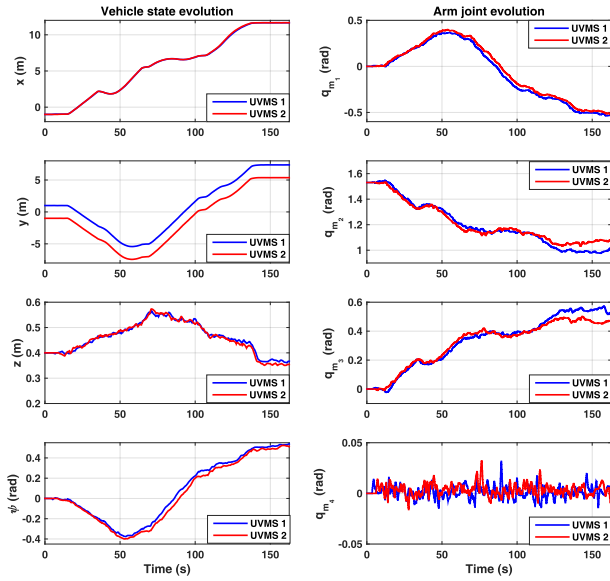 Vehicle state evolution
x (m)
10
5
0
0
50
100
150
UVMS 1
UVMS 2
y (m)
5
0
-5
0
50
100
150
UVMS 1
UVMS 2
z (m)
0.6
0.5
0.4
0.3
0.2
0
50
100
150
UVMS 1
UVMS 2
ψ (rad)
0.4
0.2
0
-0.2
-0.4
0
50
100
150
UVMS 1
UVMS 2
Time (s)
Arm joint evolution
qm1 (rad)
0.5
0
-0.5
0
50
100
150
UVMS 1
UVMS 2
qm2 (rad)
1.6
1.4
1.2
1
0
50
100
150
UVMS 1
UVMS 2
qm3 (rad)
0.6
0.4
0.2
0
0
50
100
150
UVMS 1
UVMS 2
qm4 (rad)
0.05
0
-0.05
0
50
100
150
UVMS 1
UVMS 2
Time (s)